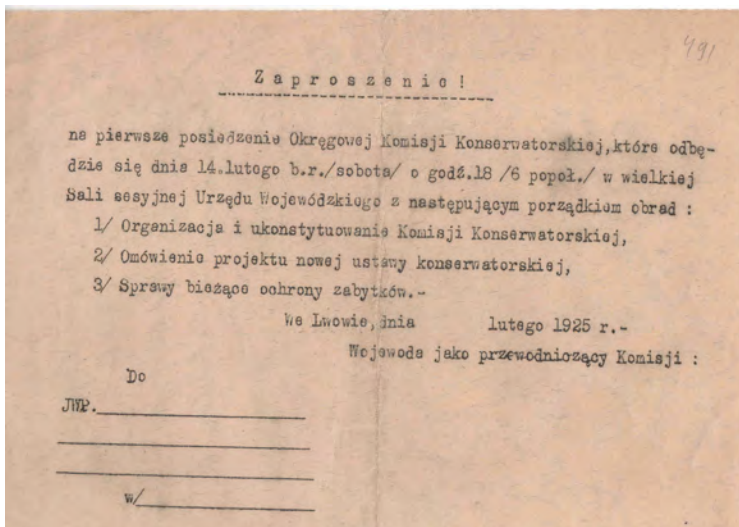 491
Zaproszenie!
na pierwsze posiedzenie Okręgowej Komisji Konserwatorskiej,które odbę-
dzie się dnia 14.lutego b.r./sobota/ o godź.18 /6 popoł./ w wielkiej
Sali sesyjnej Urzędu Wojewódzkiego z następującym porządkiem obrad :
1/ Organizacja i ukonstytuowanie Komisji Konserwatorskiej,
2/ Omówienie projektu nowej ustawy konserwatorskiej,
3/ Sprawy bieżące ochrony zabytków.-
We Lwowie,dnia lutego 1925 r.-
Wojewoda jako przewodniczący Komisji :
Do
JWP.
w/